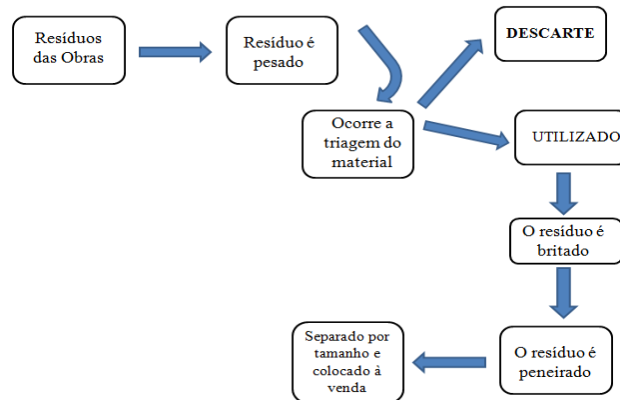 Resíduos
das Obras
Resíduo é
pesado
DESCARTE
Ocorre a
triagem do
material
UTILIZADO
O resíduo é
britado
O resíduo é
peneirado
Separado por
tamanho e
colocado à
venda